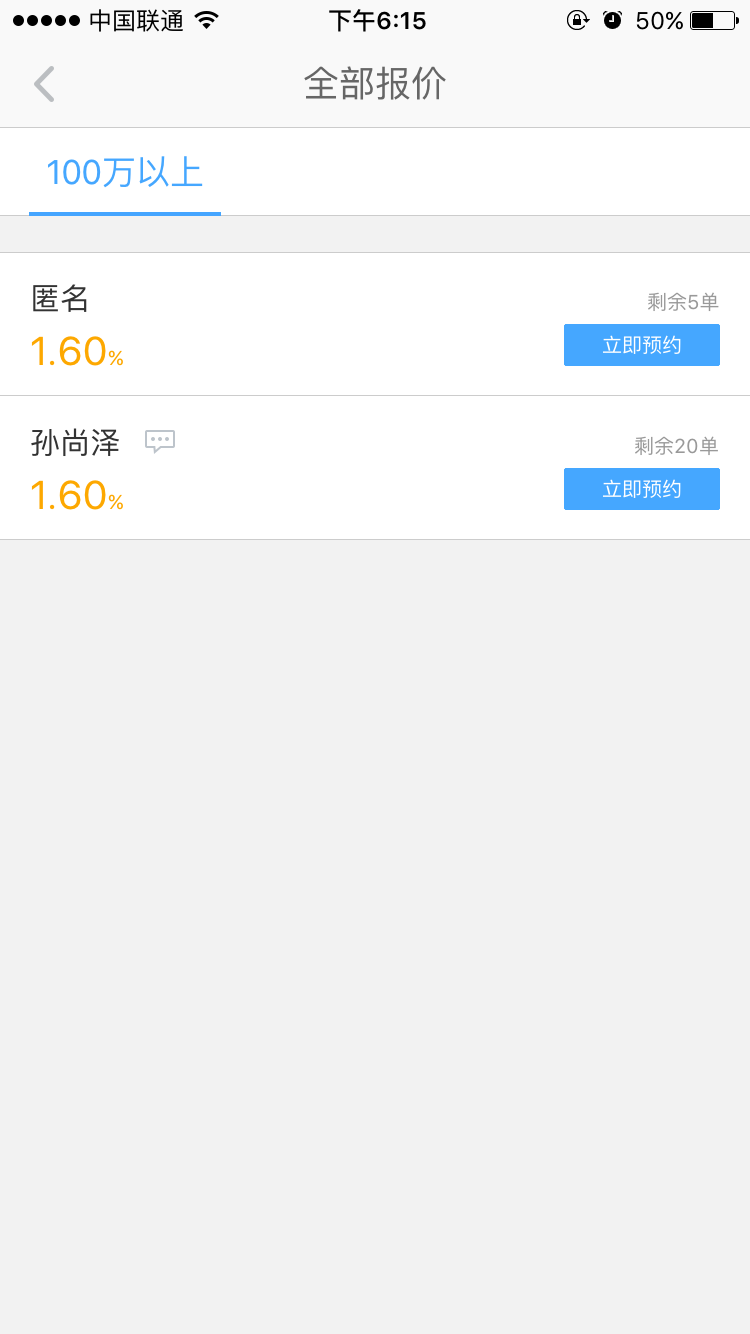 中国联通 下午6:15 50%
全部报价
100万以上
匿名
剩余5单
1.60%
立即预约
孙尚泽
剩余20单
1.60%
立即预约